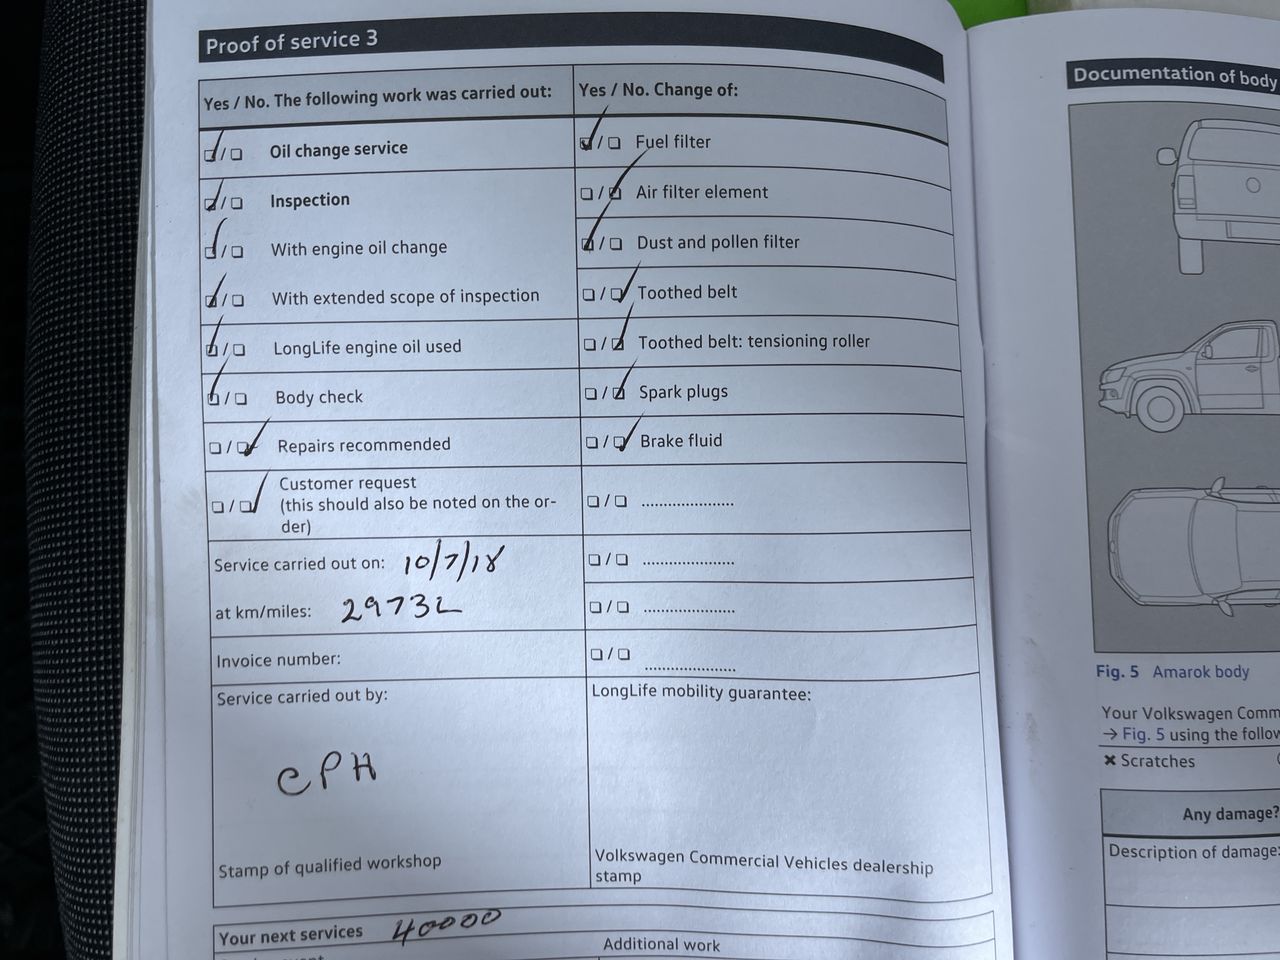 Proof of service 3
Yes / No. The following work was carried out:
Yes / No. Change of:
/ Oil change service
/ Inspection
/ With engine oil change
/ With extended scope of inspection
/ LongLife engine oil used
/ Body check
/ Repairs recommended
/ Customer request
(this should also be noted on the or-
der)
Service carried out on: 10/7/18
at km/miles: 29732
Invoice number:
Service carried out by:
CPH
Stamp of qualified workshop
/ Fuel filter
/ Air filter element
/ Dust and pollen filter
/ Toothed belt
/ Toothed belt: tensioning roller
/ Spark plugs
/ Brake fluid
/ .....................
/ .....................
/ .....................
/ .....................
LongLife mobility guarantee:
Volkswagen Commercial Vehicles dealership
stamp
Your next services 40000
Additional work
Documentation of body
Fig. 5 Amarok body
Your Volkswagen Comm
→ Fig. 5 using the follow
✖ Scratches
Any damage?
Description of damage: